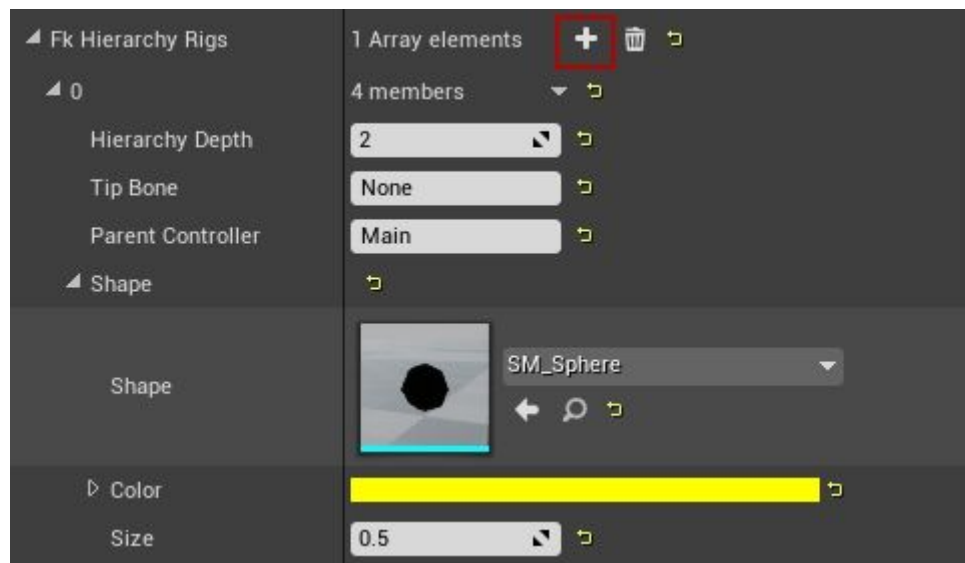 Fk Hierarchy Rigs 1 Array elements
0 4 members
Hierarchy Depth 2
Tip Bone None
Parent Controller Main
Shape
Shape SM_Sphere
Color
Size 0.5